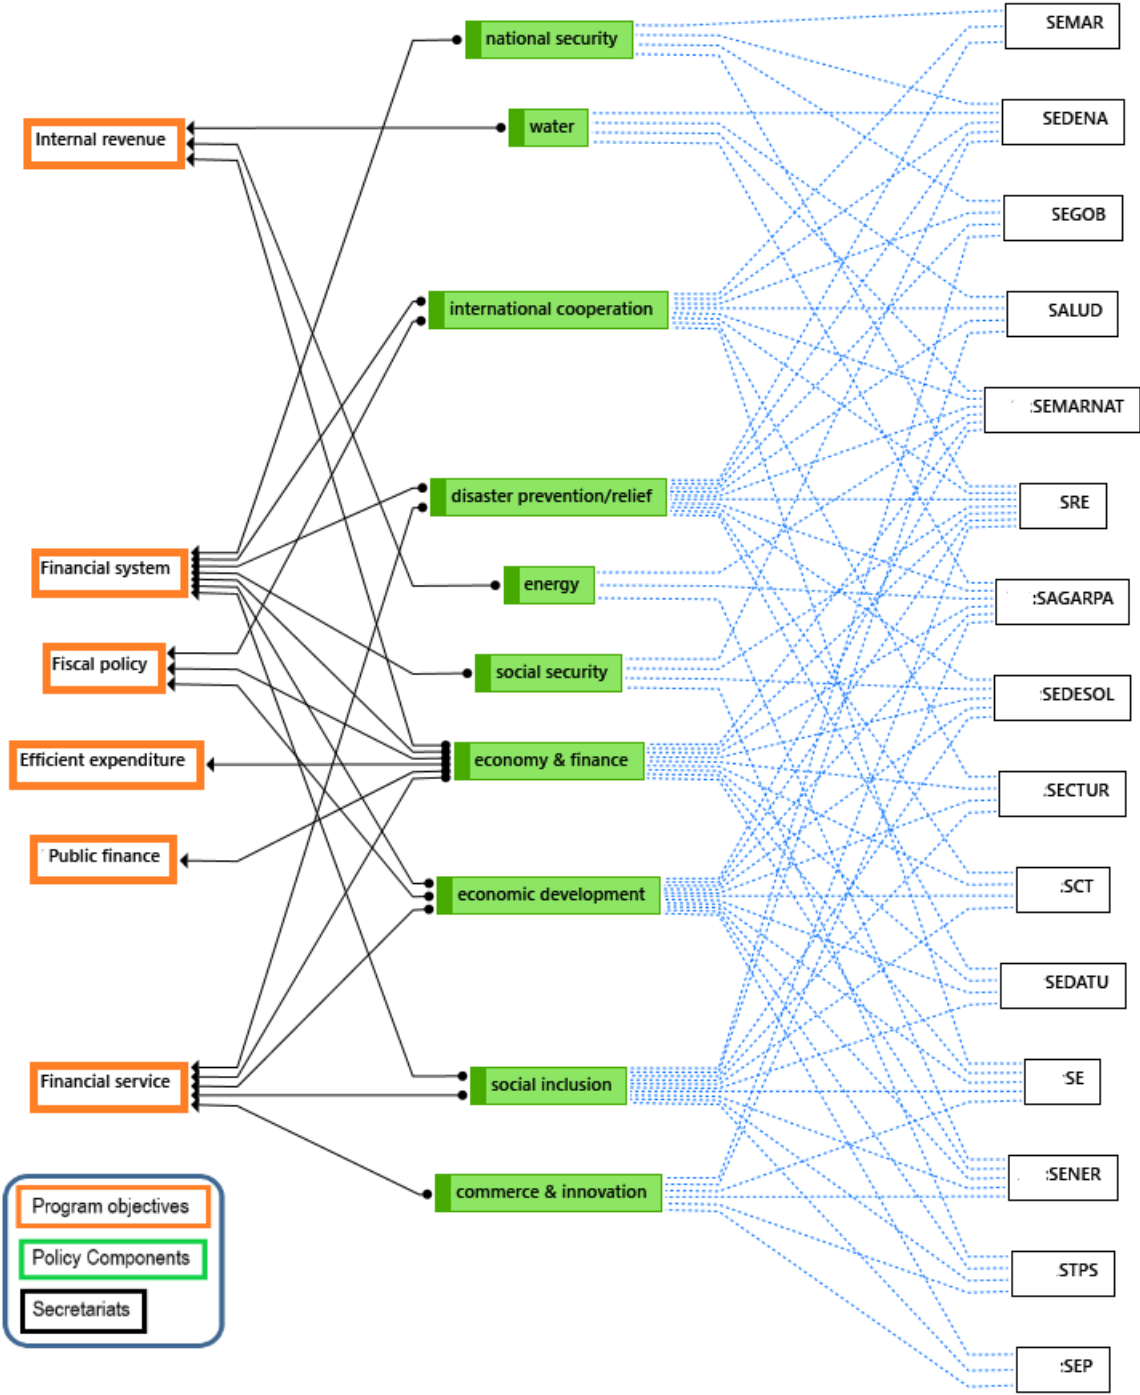 national security
water
international cooperation
disaster prevention/relief
energy
social security
economy & finance
economic development
social inclusion
commerce & innovation
Internal revenue
Financial system
Fiscal policy
Efficient expenditure
Public finance
Financial service
SEMAR
SEDENA
SEGOB
SALUD
:SEMARNAT
SRE
:SAGARPA
:SEDESOL
:SECTUR
:SCT
SEDATU
SE
:SENER
STPS
:SEP
Program objectives
Policy Components
Secretariats